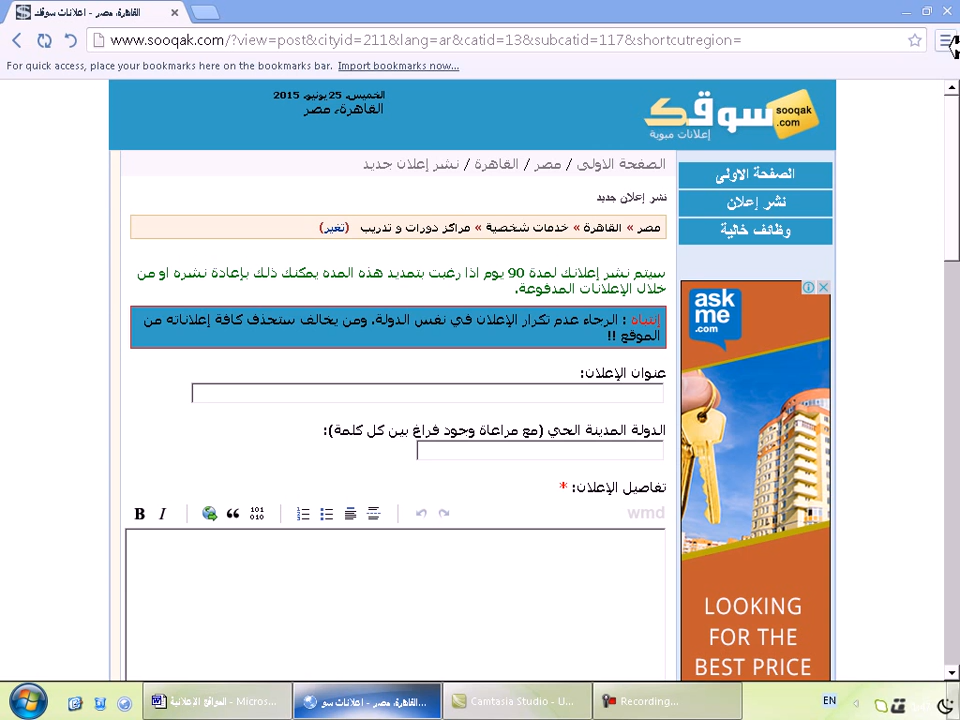 القاهرة، مصر - اعلانات سوقك
www.sooqak.com/?view=post&cityid=211&lang=ar&catid=13&subcatid=117&shortcutregion=
For quick access, place your bookmarks here on the bookmarks bar. Import bookmarks now...
الخميس، 25 يونيو، 2015
القاهرة، مصر
سوقك
sooqak
.com
إعلانات مبوبة
الصفحة الاولى / مصر / القاهرة / نشر إعلان جديد
الصفحة الاولى
نشر إعلان
وظائف خالية
نشر إعلان جديد
مصر » القاهرة » خدمات شخصية » مراكز دورات و تدريب (تغير)
سيتم نشر إعلانك لمدة 90 يوم اذا رغبت بتمديد هذه المدة يمكنك ذلك بإعادة نشره او من
خلال الإعلانات المدفوعة.
إنتباه : الرجاء عدم تكرار الإعلان في نفس الدولة. ومن يخالف ستحذف كافة إعلاناته من
الموقع !!
عنوان الإعلان:
الدولة المدينة الحي (مع مراعاة وجود فراغ بين كل كلمة):
تفاصيل الإعلان: *
B I 101 010 wmd
ask
me
.com
LOOKING
FOR THE
BEST PRICE
المواقع الاعلانية - Micros...
القاهرة، مصر - اعلانات سو...
Camtasia Studio - U...
Recording...
EN